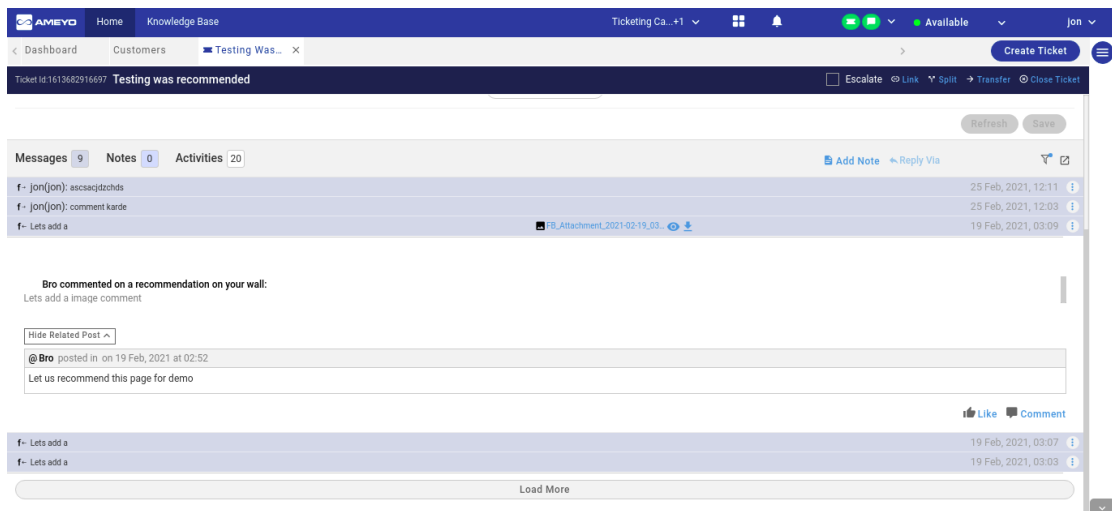 AMEYO Home Knowledge Base Ticketing Ca...+1 Available jon
Dashboard Customers Testing Was... × Create Ticket
Ticket Id:1613682916697 Testing was recommended Escalate Link Split Transfer Close Ticket
Refresh Save
Messages 9 Notes 0 Activities 20 Add Note Reply Via
jon(jon): ascsacjdzchds 25 Feb, 2021, 12:11
jon(jon): comment karde 25 Feb, 2021, 12:03
Lets add a FB_Attachment_2021-02-19_03... 19 Feb, 2021, 03:09
Bro commented on a recommendation on your wall:
Lets add a image comment
Hide Related Post
@Bro posted in on 19 Feb, 2021 at 02:52
Let us recommend this page for demo
Like Comment
Lets add a 19 Feb, 2021, 03:07
Lets add a 19 Feb, 2021, 03:03
Load More